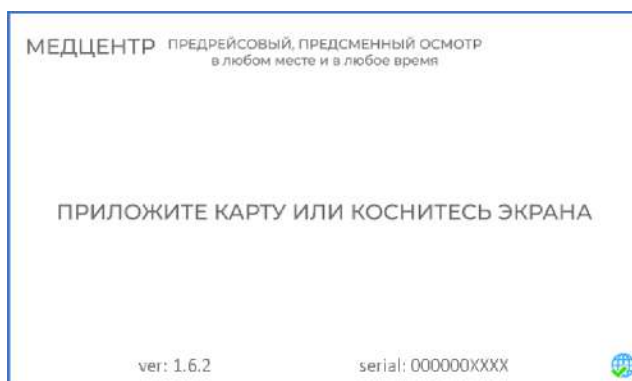 МЕДЦЕНТР ПРЕДРЕЙСОВЫЙ, ПРЕДСМЕННЫЙ ОСМОТР
в любом месте и в любое время
ПРИЛОЖИТЕ КАРТУ ИЛИ КОСНИТЕСЬ ЭКРАНА
ver: 1.6.2 serial: 000000XXXX